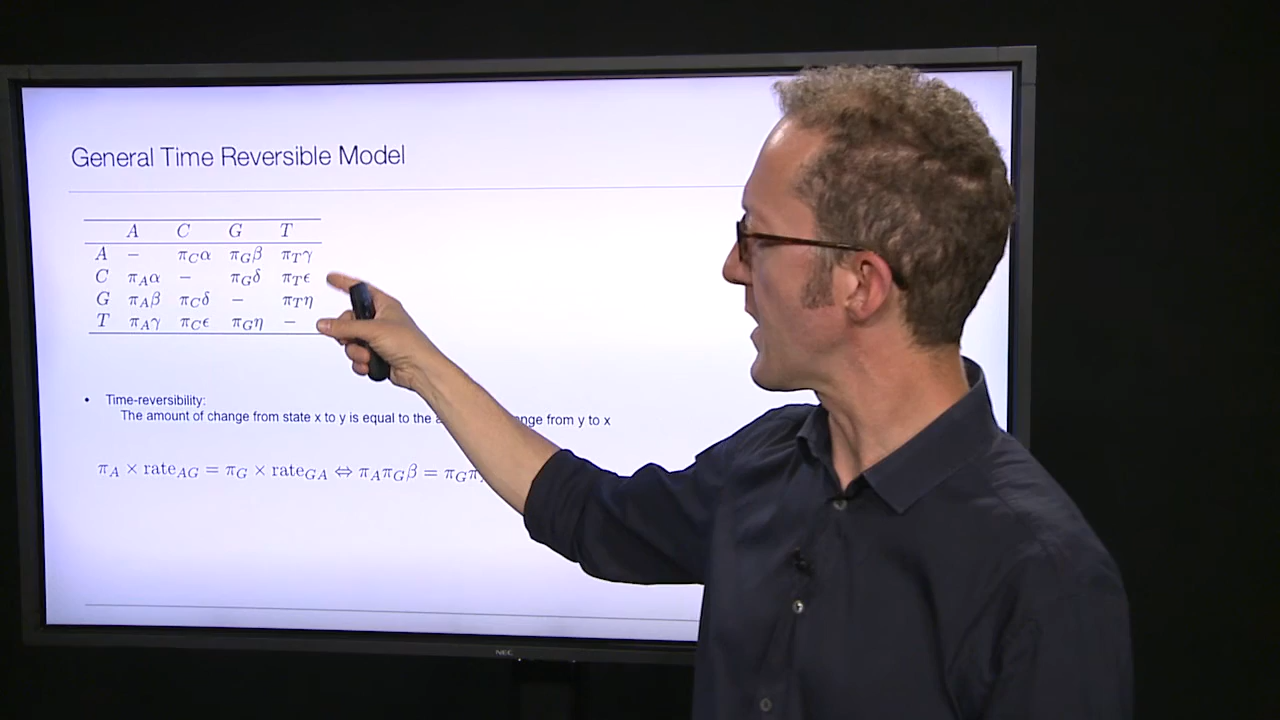 General Time Reversible Model
A C G T
A – π_Cα π_Gβ π_Tγ
C π_Aα – π_Gδ π_Tϵ
G π_Aβ π_Cδ – π_Tη
T π_Aγ π_Cϵ π_Gη –
• Time-reversibility:
The amount of change from state x to y is equal to the from y to x
π_A × rate_AG = π_G × rate_GA ⇔ π_Aπ_Gβ = π_G
NEC